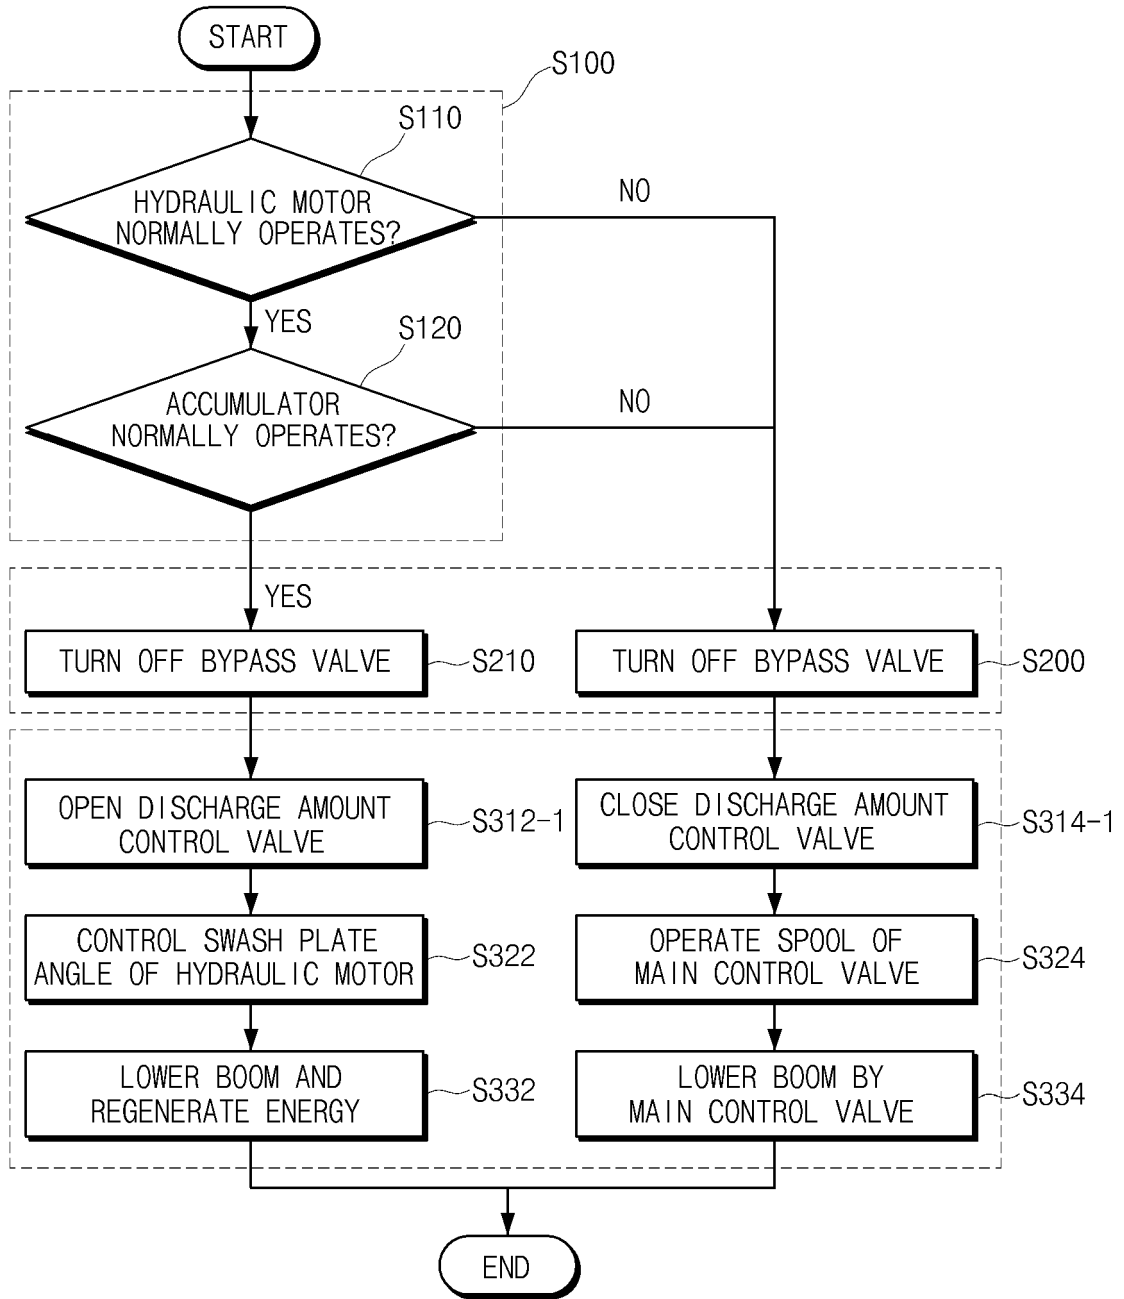 START
S100
S110
HYDRAULIC MOTOR
NORMALLY OPERATES?
NO
YES
S120
ACCUMULATOR
NORMALLY OPERATES?
NO
YES
TURN OFF BYPASS VALVE
S210
TURN OFF BYPASS VALVE
S200
OPEN DISCHARGE AMOUNT
CONTROL VALVE
S312-1
CLOSE DISCHARGE AMOUNT
CONTROL VALVE
S314-1
CONTROL SWASH PLATE
ANGLE OF HYDRAULIC MOTOR
S322
OPERATE SPOOL OF
MAIN CONTROL VALVE
S324
LOWER BOOM AND
REGENERATE ENERGY
S332
LOWER BOOM BY
MAIN CONTROL VALVE
S334
END